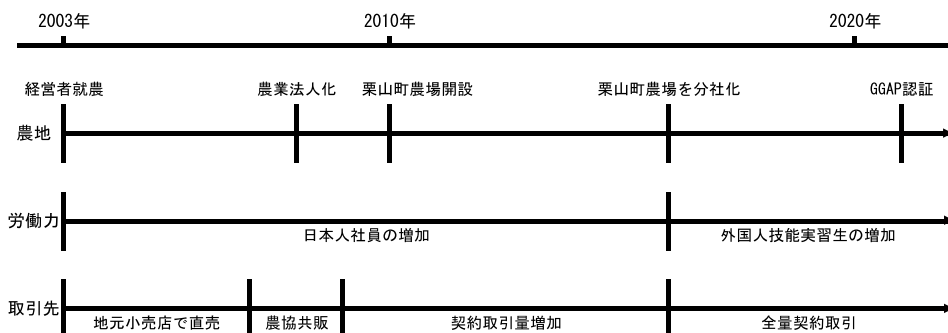 2003年 2010年 2020年
経営者就農 農業法人化 栗山町農場開設 栗山町農場を分社化 GGAP認証
農地
労働力
日本人社員の増加 外国人技能実習生の増加
取引先
地元小売店で直売 農協共販 契約取引量増加 全量契約取引